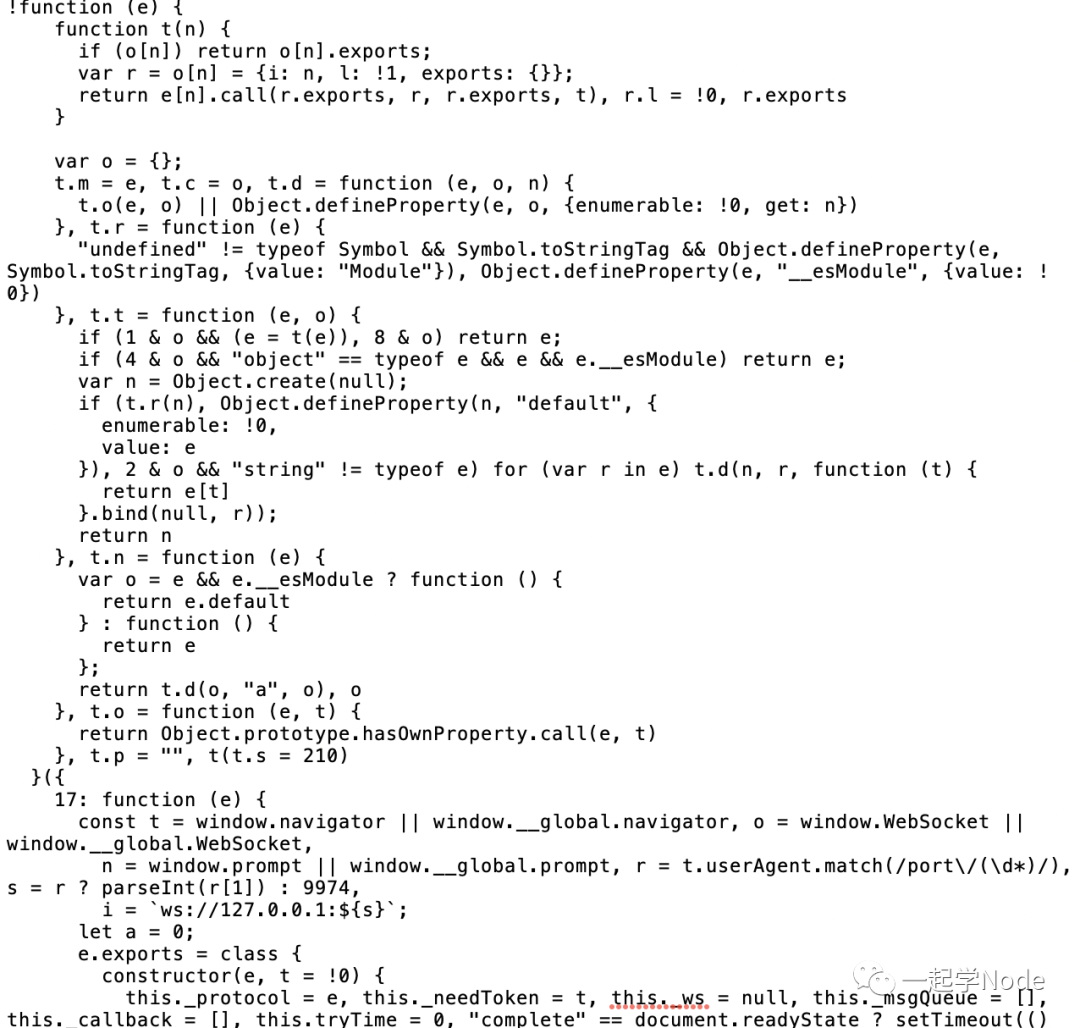 !function (e) {
    function t(n) {
      if (o[n]) return o[n].exports;
      var r = o[n] = {i: n, l: !1, exports: {}};
      return e[n].call(r.exports, r, r.exports, t), r.l = !0, r.exports
    }

    var o = {};
    t.m = e, t.c = o, t.d = function (e, o, n) {
      t.o(e, o) || Object.defineProperty(e, o, {enumerable: !0, get: n})
    }, t.r = function (e) {
      "undefined" != typeof Symbol && Symbol.toStringTag && Object.defineProperty(e,
Symbol.toStringTag, {value: "Module"}), Object.defineProperty(e, "__esModule", {value: !
0})
    }, t.t = function (e, o) {
      if (1 & o && (e = t(e)), 8 & o) return e;
      if (4 & o && "object" == typeof e && e && e.__esModule) return e;
      var n = Object.create(null);
      if (t.r(n), Object.defineProperty(n, "default", {
        enumerable: !0,
        value: e
      }), 2 & o && "string" != typeof e) for (var r in e) t.d(n, r, function (t) {
        return e[t]
      }.bind(null, r));
      return n
    }, t.n = function (e) {
      var o = e && e.__esModule ? function () {
        return e.default
      } : function () {
        return e
      };
      return t.d(o, "a", o), o
    }, t.o = function (e, t) {
      return Object.prototype.hasOwnProperty.call(e, t)
    }, t.p = "", t(t.s = 210)
  }({
    17: function (e) {
      const t = window.navigator || window.__global.navigator, o = window.WebSocket ||
window.__global.WebSocket,
        n = window.prompt || window.__global.prompt, r = t.userAgent.match(/port\/(\d*)/),
s = r ? parseInt(r[1]) : 9974,
        i = `ws://127.0.0.1:${s}`;
      let a = 0;
      e.exports = class {
        constructor(e, t = !0) {
          this._protocol = e, this._needToken = t, this._ws = null, this._msgQueue = [],
this._callback = [], this.tryTime = 0, "complete" == document.readyState ? setTimeout(()
一起学Node